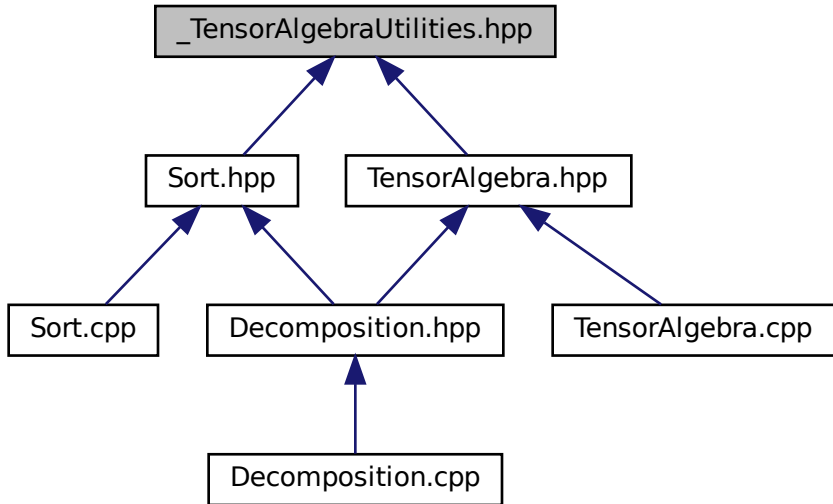 _TensorAlgebraUtilities.hpp
Sort.hpp
TensorAlgebra.hpp
Sort.cpp
Decomposition.hpp
TensorAlgebra.cpp
Decomposition.cpp